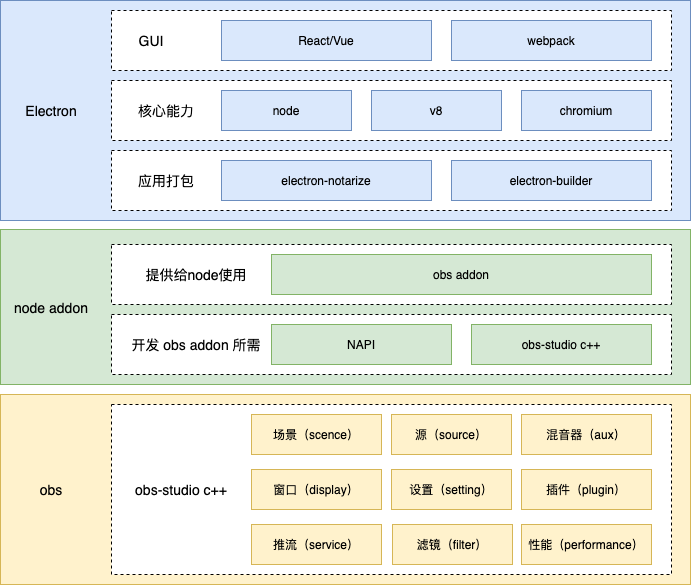 GUI
React/Vue
webpack
Electron
核心能力
node
v8
chromium
应用打包
electron-notarize
electron-builder
提供给node使用
obs addon
node addon
开发 obs addon 所需
NAPI
obs-studio c++
场景（scence）
源（source）
混音器（aux）
obs
obs-studio c++
窗口（display）
设置（setting）
插件（plugin）
推流（service）
滤镜（filter）
性能（performance）